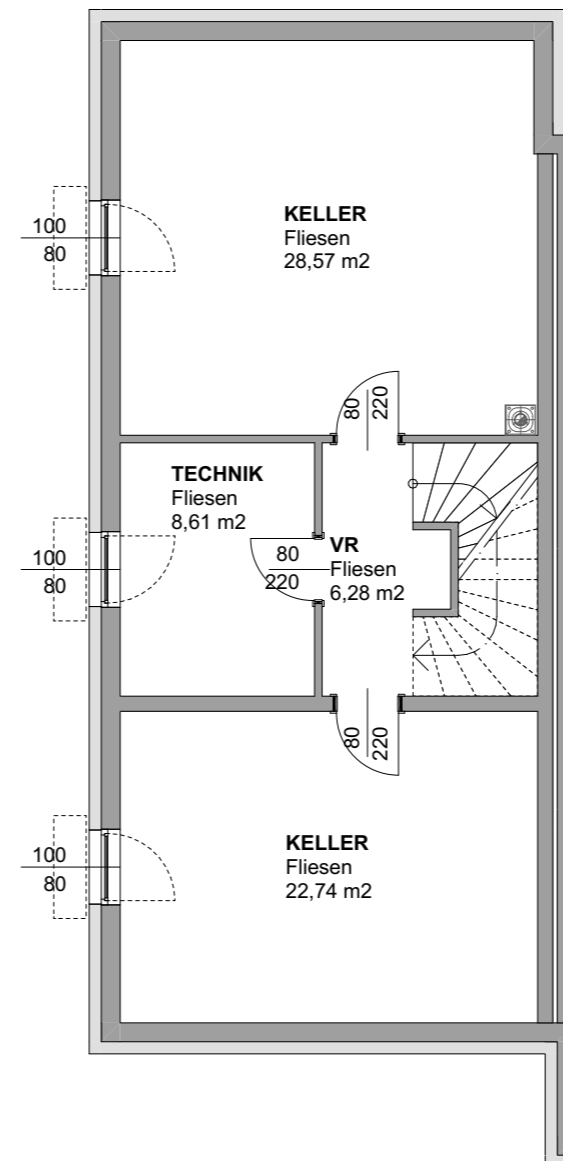 KELLER
Fliesen
28,57 m2
100
80
80
220
TECHNIK
Fliesen
8,61 m2
100
80
80
220
VR
Fliesen
6,28 m2
80
220
KELLER
Fliesen
22,74 m2
100
80